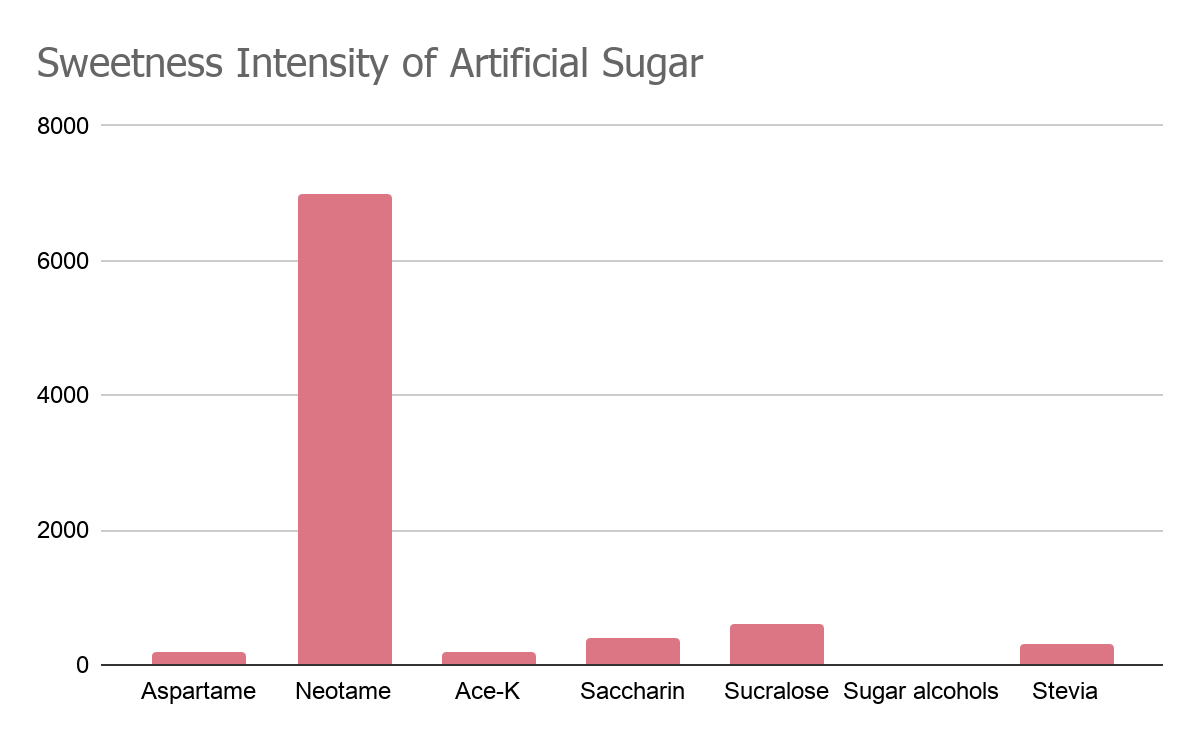 Sweetness Intensity of Artificial Sugar
8000
6000
4000
2000
0
Aspartame Neotame Ace-K Saccharin Sucralose Sugar alcohols Stevia